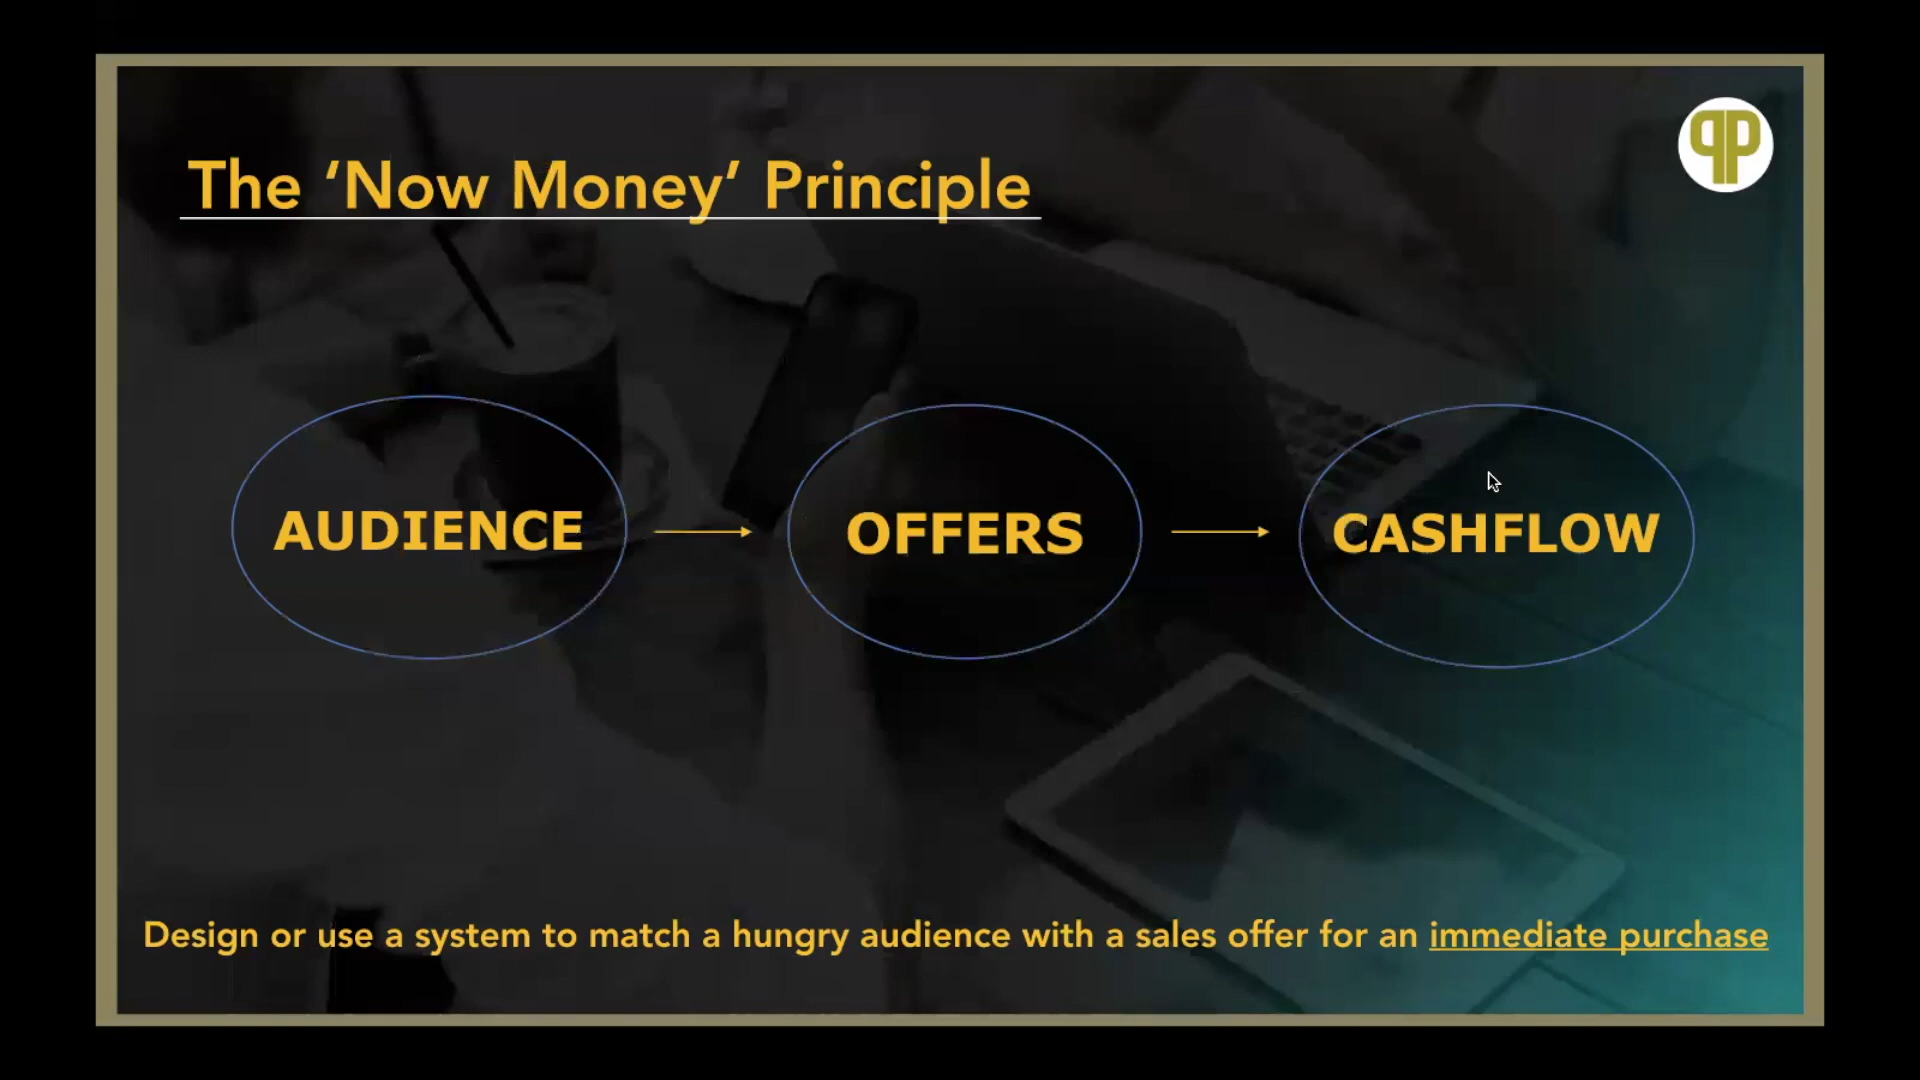 The ‘Now Money’ Principle
AUDIENCE
OFFERS
CASHFLOW
Design or use a system to match a hungry audience with a sales offer for an immediate purchase